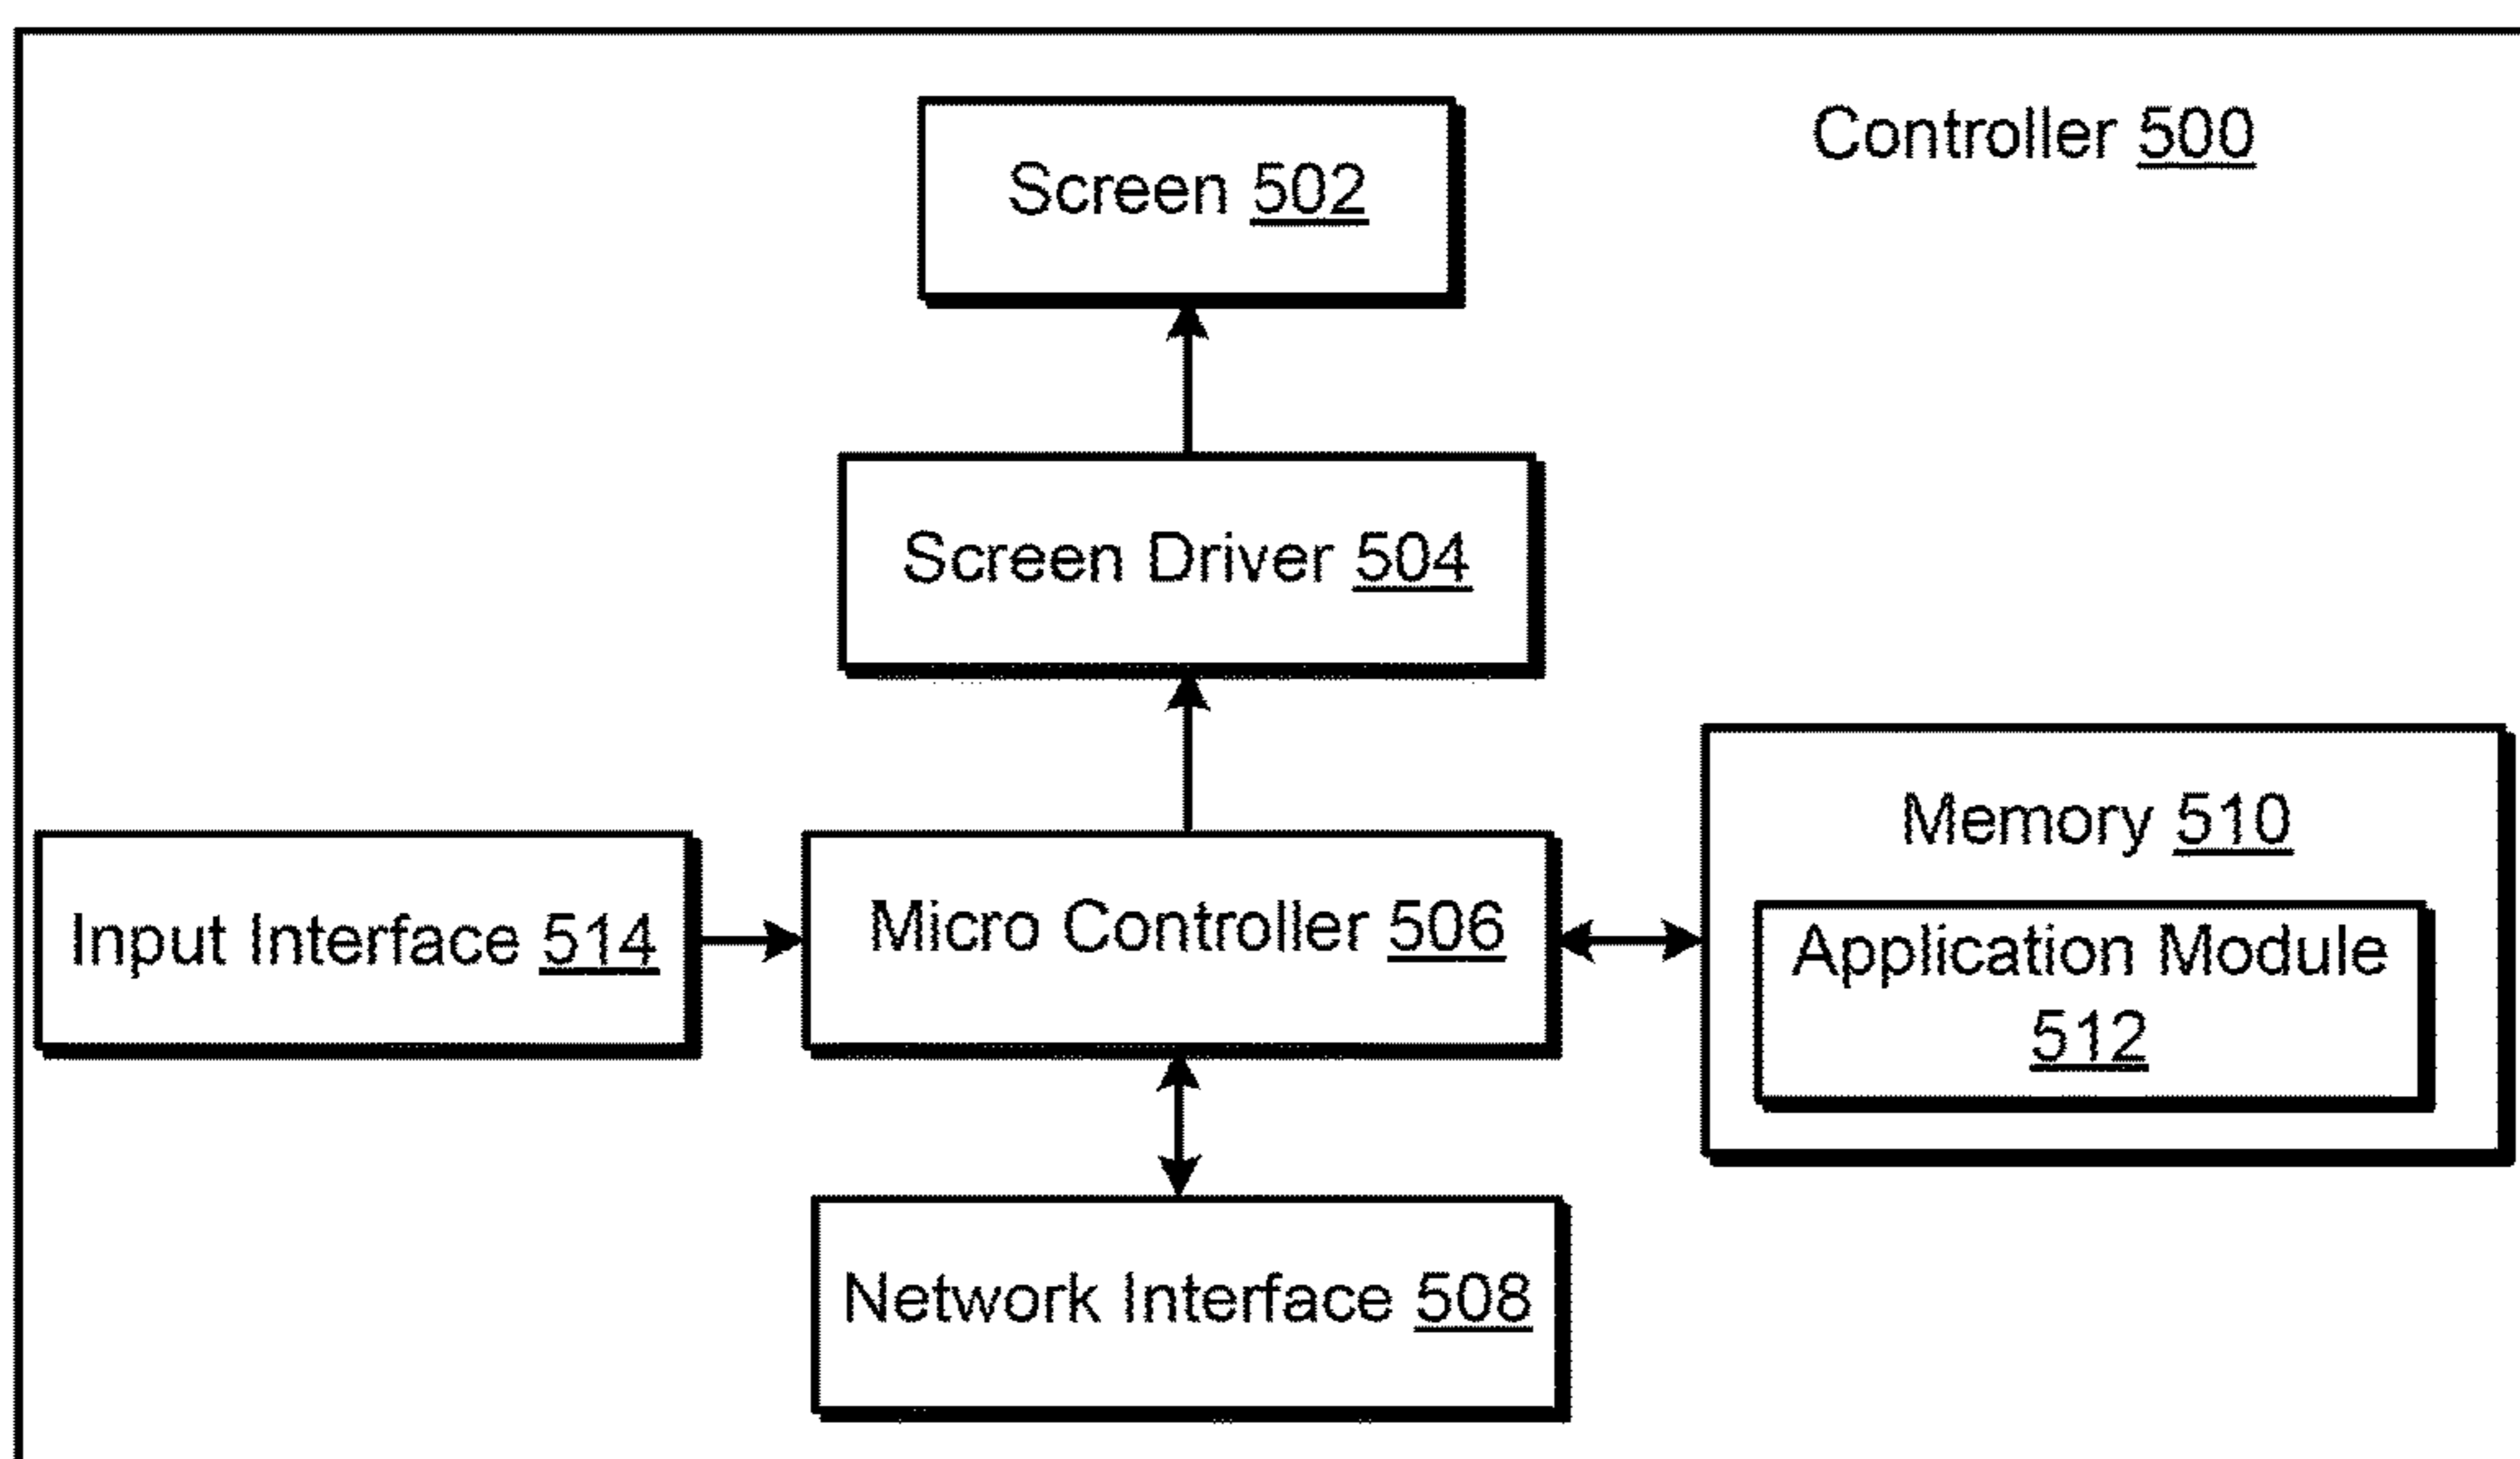 Controller 500
Screen 502
Screen Driver 504
Memory 510
Input Interface 514
Micro Controller 506
Application Module
512
Network Interface 508